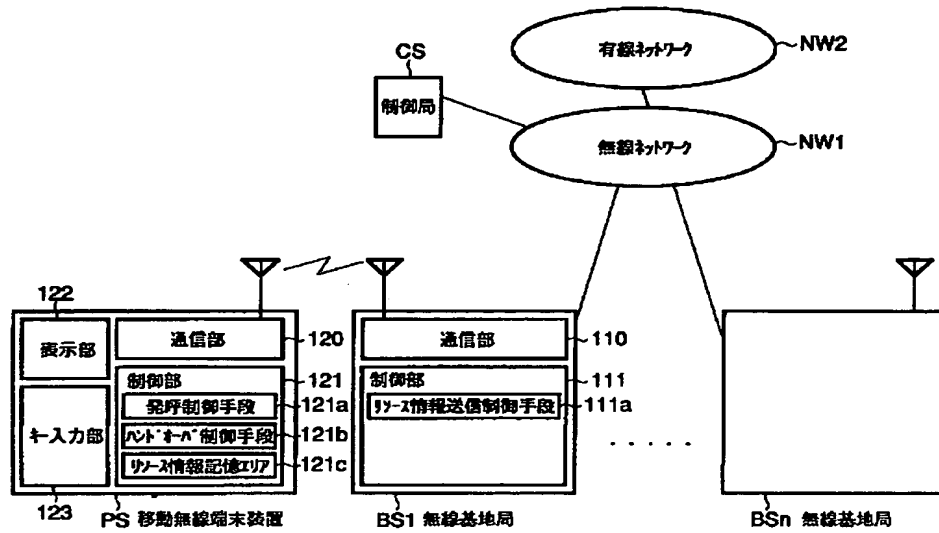 有線ネットワーク
NW2
CS
制御局
無線ネットワーク
NW1
122
表示部
通信部
120
通信部
110
制御部
121
制御部
111
発呼制御手段
121a
リソース情報送信制御手段
111a
キー入力部
ハンドオーバ制御手段
121b
リソース情報記憶エリア
121c
. . . . .
123
PS 移動無線端末装置
BS1 無線基地局
BSn 無線基地局